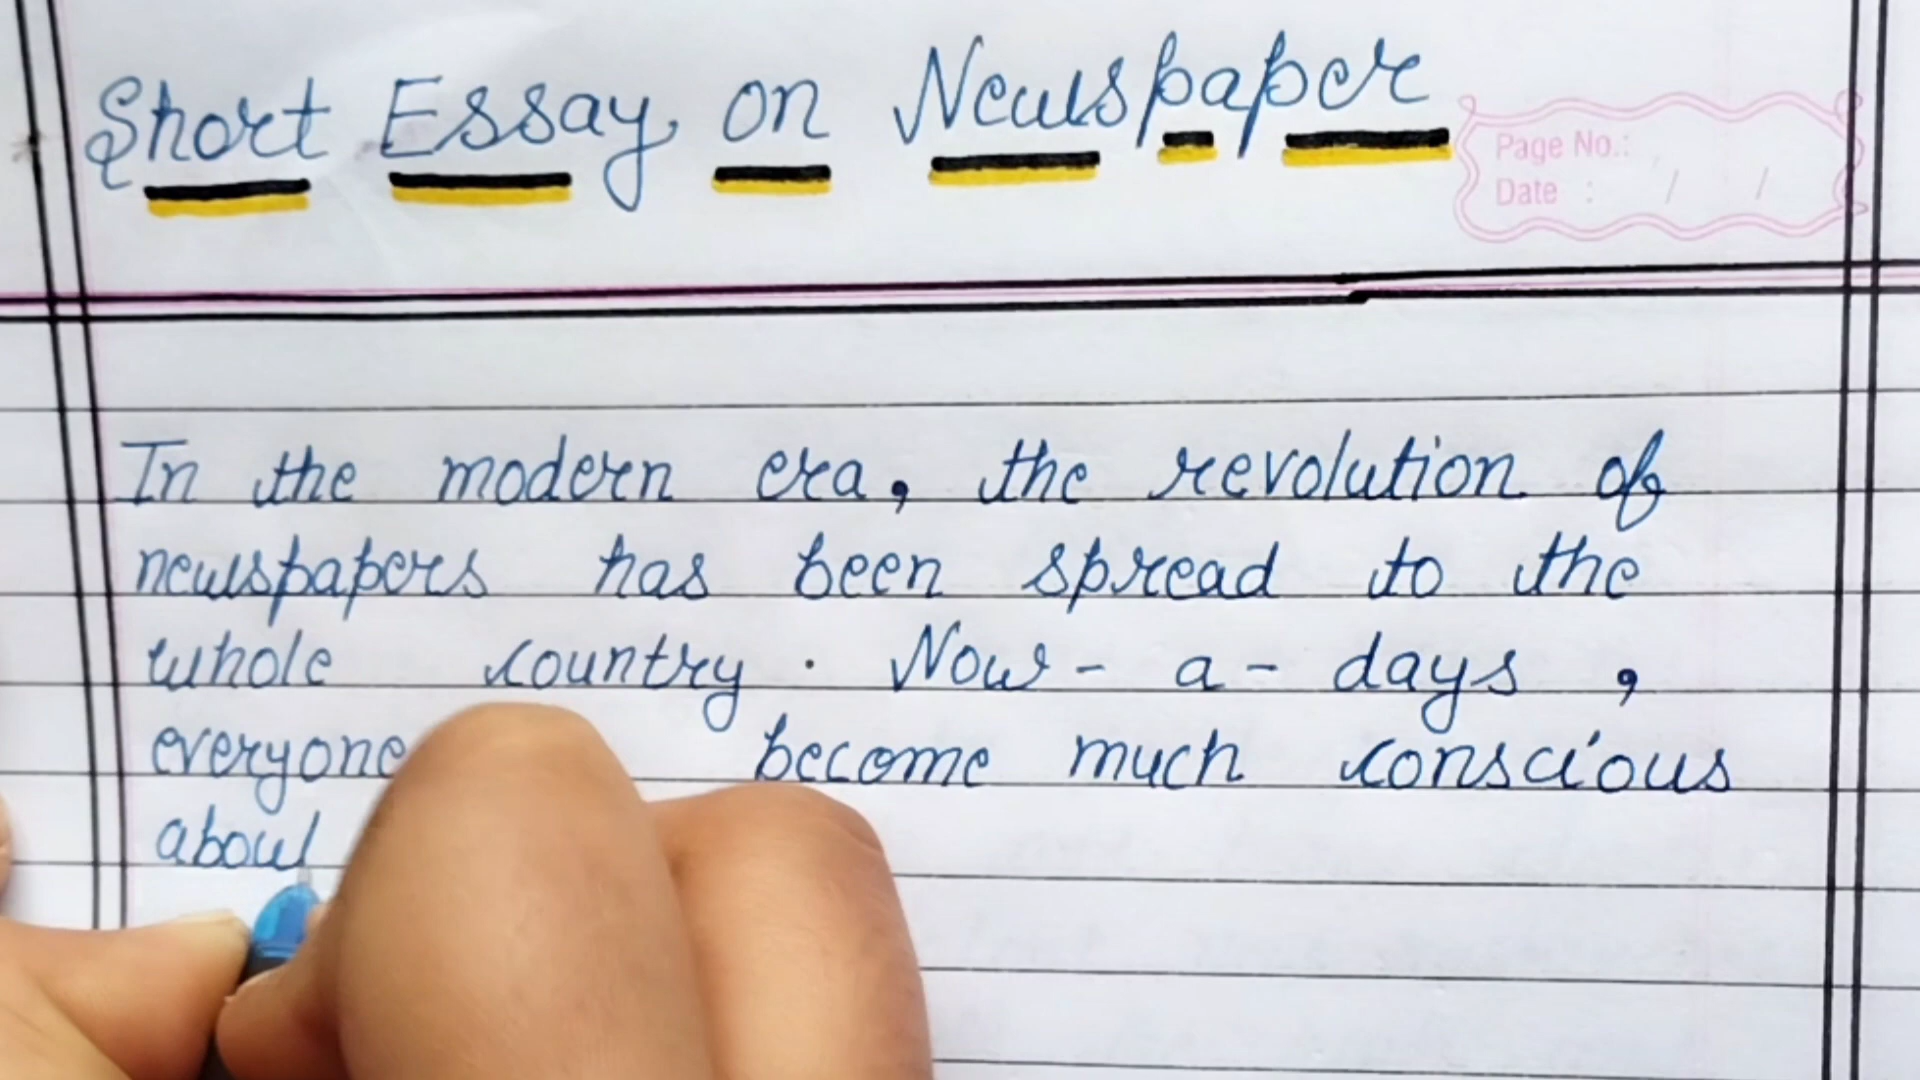 Short Essay on Newspaper
Page No.:
Date : / /
In the modern era, the revolution of
newspapers has been spread to the
whole country. Now-a-days,
everyone become much conscious
about